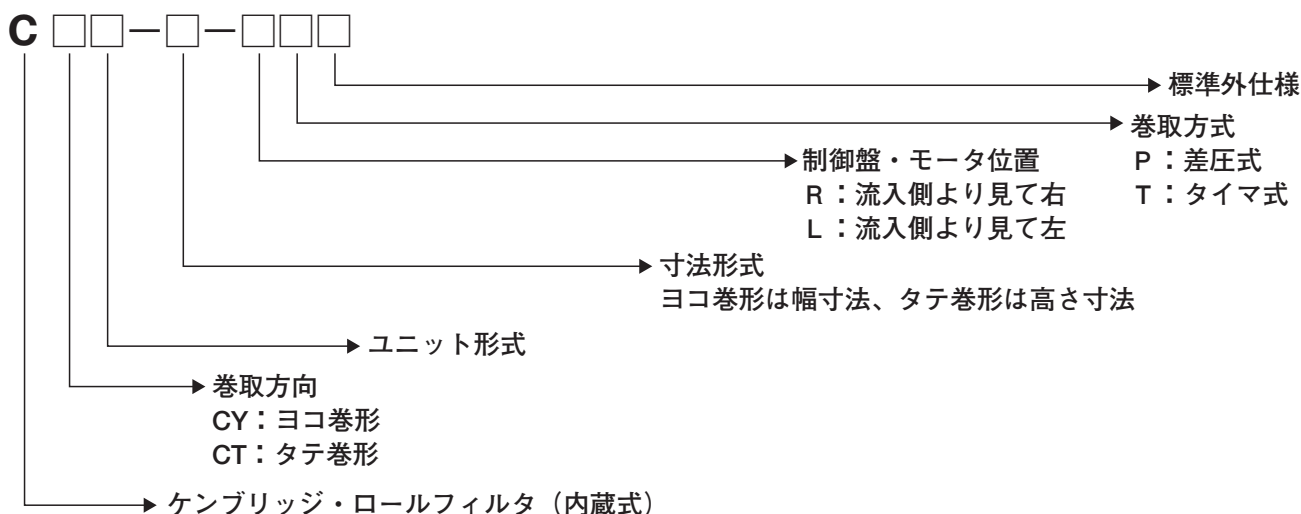 C □□－□－□□□
標準外仕様
巻取方式
P：差圧式
T：タイマ式
制御盤・モータ位置
R：流入側より見て右
L：流入側より見て左
寸法形式
ヨコ巻形は幅寸法、タテ巻形は高さ寸法
ユニット形式
巻取方向
CY：ヨコ巻形
CT：タテ巻形
ケンブリッジ・ロールフィルタ（内蔵式）